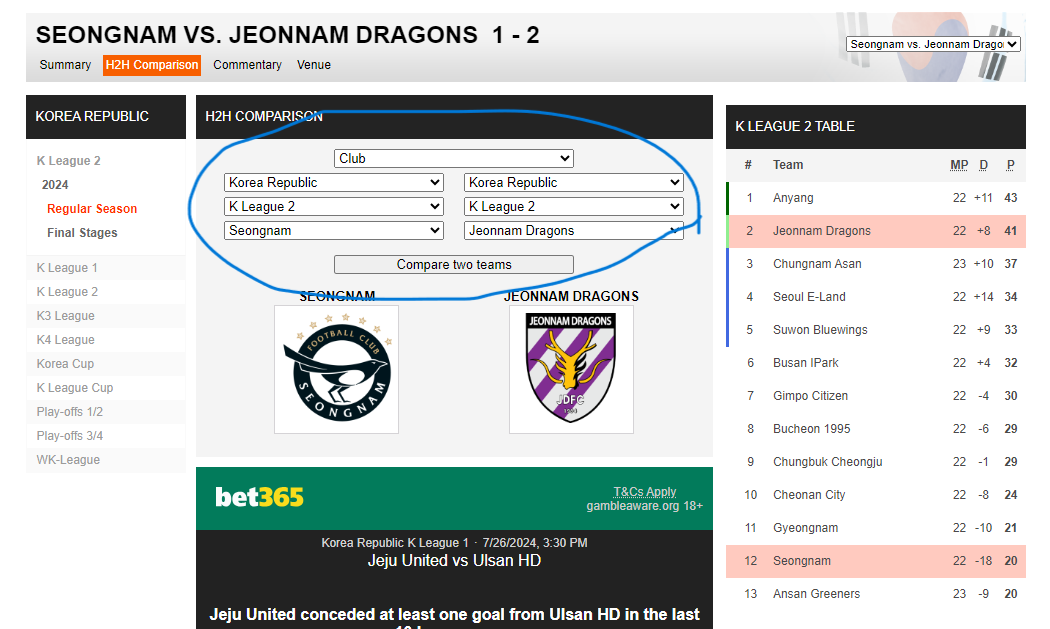 SEONGNAM VS. JEONNAM DRAGONS 1 - 2
Seongnam vs. Jeonnam Drago
Summary
H2H Comparison
Commentary
Venue
KOREA REPUBLIC
K League 2
2024
Regular Season
Final Stages
K League 1
K League 2
K3 League
K4 League
Korea Cup
K League Cup
Play-offs 1/2
Play-offs 3/4
WK-League
H2H COMPARISON
Club
Korea Republic
Korea Republic
K League 2
K League 2
Seongnam
Jeonnam Dragons
Compare two teams
SEONGNAM
JEONNAM DRAGONS
FOOTBALL CLUB
SEONGNAM
JEONNAM DRAGONS
JDFC
1994
bet365
T&Cs Apply
gambleaware.org 18+
Korea Republic K League 1 · 7/26/2024, 3:30 PM
Jeju United vs Ulsan HD
Jeju United conceded at least one goal from Ulsan HD in the last
K LEAGUE 2 TABLE
# Team MP D P
1 Anyang 22 +11 43
2 Jeonnam Dragons 22 +8 41
3 Chungnam Asan 23 +10 37
4 Seoul E-Land 22 +14 34
5 Suwon Bluewings 22 +9 33
6 Busan IPark 22 +4 32
7 Gimpo Citizen 22 -4 30
8 Bucheon 1995 22 -6 29
9 Chungbuk Cheongju 22 -1 29
10 Cheonan City 22 -8 24
11 Gyeongnam 22 -10 21
12 Seongnam 22 -18 20
13 Ansan Greeners 23 -9 20